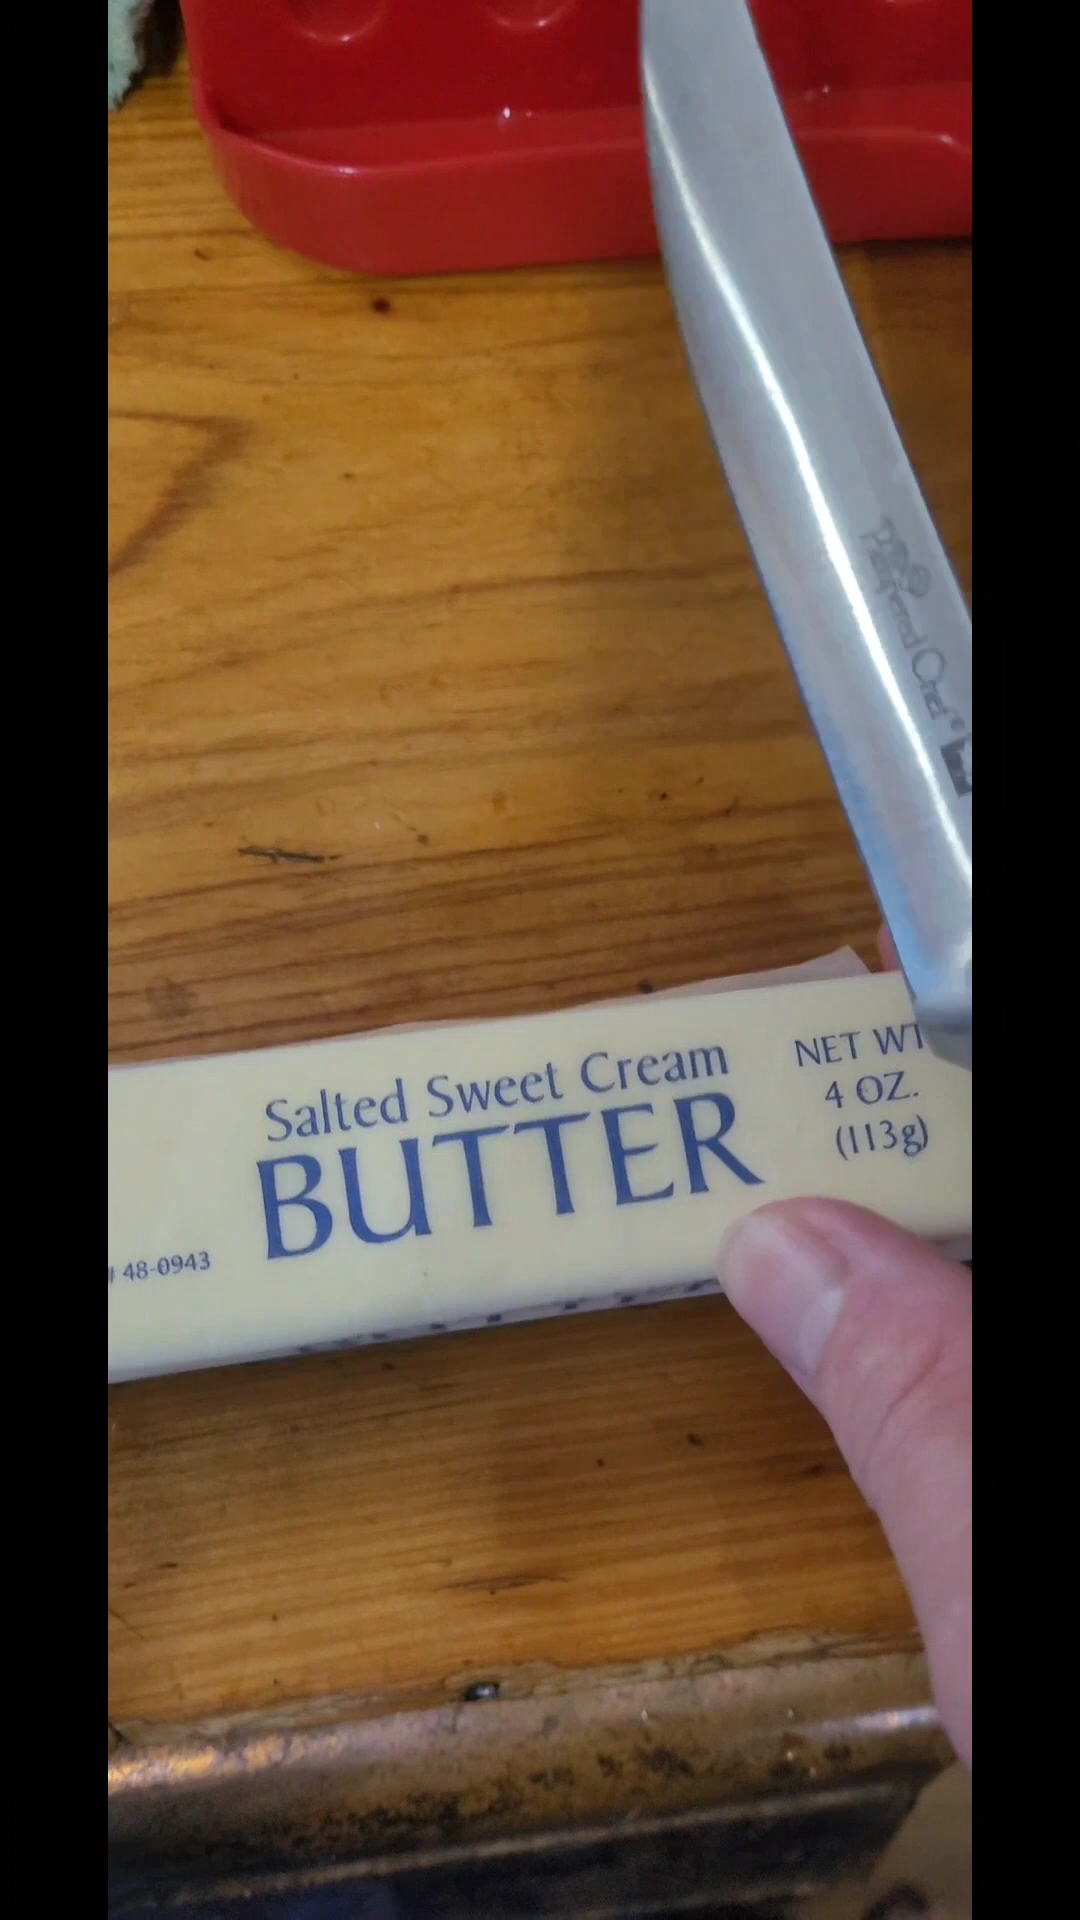 Pampered Chef
Salted Sweet Cream
BUTTER
NET WT
4 OZ.
(113g)
# 48-0943